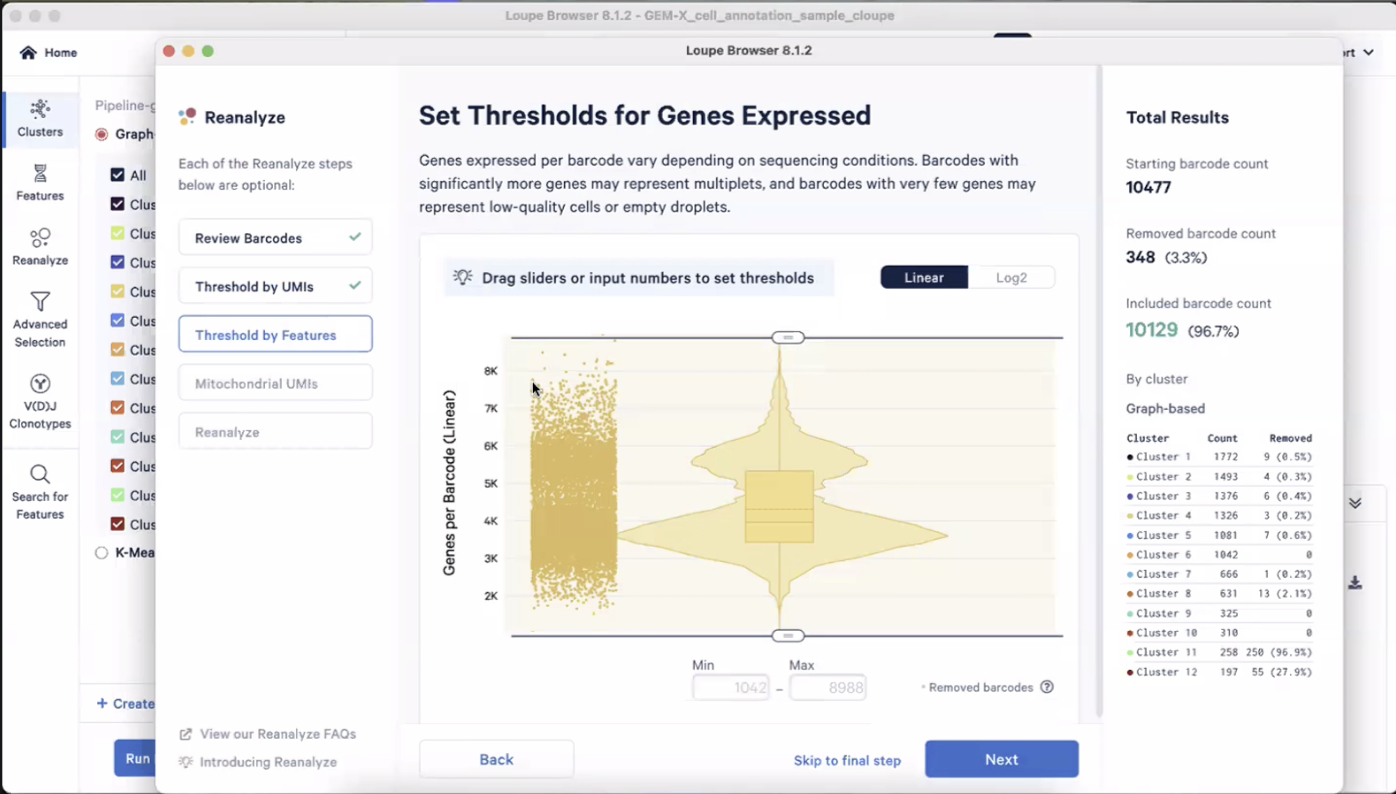 Loupe Browser 8.1.2 - GEM-X_cell_annotation_sample_cloupe
Home
Loupe Browser 8.1.2
rt
Clusters
Features
Reanalyze
Advanced
Selection
V(D)J
Clonotypes
Search for
Features
Pipeline-g
Graph-
All
Clus
Clus
Clus
Clus
Clus
Clus
Clus
Clus
Clus
Clus
Clus
Clus
K-Mea
+ Create
Run
Reanalyze
Each of the Reanalyze steps
below are optional:
Review Barcodes
Threshold by UMIs
Threshold by Features
Mitochondrial UMIs
Reanalyze
View our Reanalyze FAQs
Introducing Reanalyze
Set Thresholds for Genes Expressed
Genes expressed per barcode vary depending on sequencing conditions. Barcodes with
significantly more genes may represent multiplets, and barcodes with very few genes may
represent low-quality cells or empty droplets.
Drag sliders or input numbers to set thresholds
Linear Log2
Genes per Barcode (Linear)
8K
7K
6K
5K
4K
3K
2K
Min Max
1042 – 8988
Removed barcodes ?
Back
Skip to final step
Next
Total Results
Starting barcode count
10477
Removed barcode count
348 (3.3%)
Included barcode count
10129 (96.7%)
By cluster
Graph-based
Cluster Count Removed
Cluster 1 1772 9 (0.5%)
Cluster 2 1493 4 (0.3%)
Cluster 3 1376 6 (0.4%)
Cluster 4 1326 3 (0.2%)
Cluster 5 1081 7 (0.6%)
Cluster 6 1042 0
Cluster 7 666 1 (0.2%)
Cluster 8 631 13 (2.1%)
Cluster 9 325 0
Cluster 10 310 0
Cluster 11 258 250 (96.9%)
Cluster 12 197 55 (27.9%)